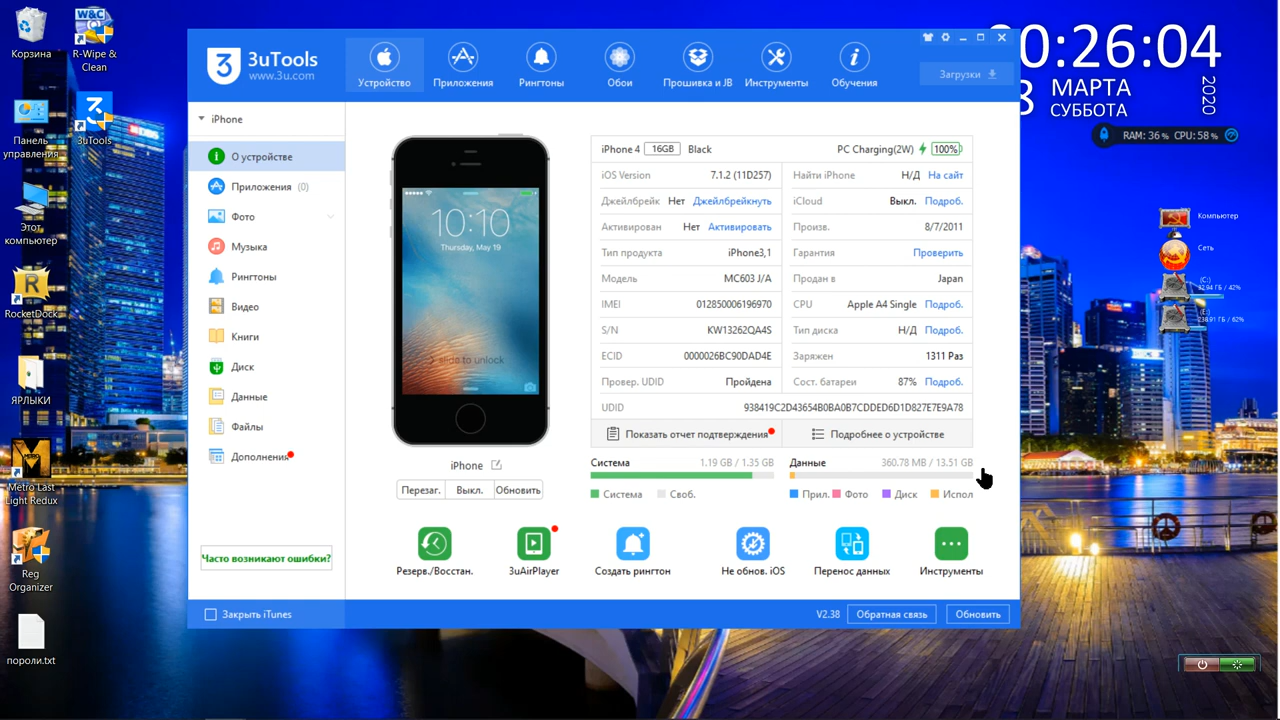 Корзина
R-Wipe &
Clean
Панель
управления
3uTools
Этот
компьютер
RocketDock
ЯРЛЫКИ
Metro Last
Light Redux
Reg
Organizer
пороли.txt
3uTools
www.3u.com
Устройство
Приложения
Рингтоны
Обои
Прошивка и JB
Инструменты
Обучения
Загрузки
iPhone
О устройстве
Приложения (0)
Фото
Музыка
Рингтоны
Видео
Книги
Диск
Данные
Файлы
Дополнения
Часто возникают ошибки?
Закрыть iTunes
10:10
Thursday, May 19
slide to unlock
iPhone
Перезаг. Выкл. Обновить
iPhone 4 16GB Black PC Charging(2W) 100%
iOS Version 7.1.2 (11D257) Найти iPhone Н/Д На сайт
Джейлбрейк Нет Джейлбрейкнуть iCloud Выкл. Подроб.
Активирован Нет Активировать Произв. 8/7/2011
Тип продукта iPhone3,1 Гарантия Проверить
Модель MC603 J/A Продан в Japan
IMEI 012850006196970 CPU Apple A4 Single Подроб.
S/N KW13262QA4S Тип диска Н/Д Подроб.
ECID 0000026BC90DAD4E Заряжен 1311 Раз
Провер. UDID Пройдена Сост. батареи 87% Подроб.
UDID 938419C2D43654B0BA0B7CDDED6D1D827E7E9A78
Показать отчет подтверждения Подробнее о устройстве
Система 1.19 GB / 1.35 GB Данные 360.78 MB / 13.51 GB
Система Своб. Прил. Фото Диск Испол
Резерв./Восстан. 3uAirPlayer Создать рингтон Не обнов. iOS Перенос данных Инструменты
V2.38 Обратная связь Обновить
0:26:04
8 МАРТА
СУББОТА
2020
RAM: 36 % CPU: 58 %
Компьютер
Сеть
(C:)
(E:)